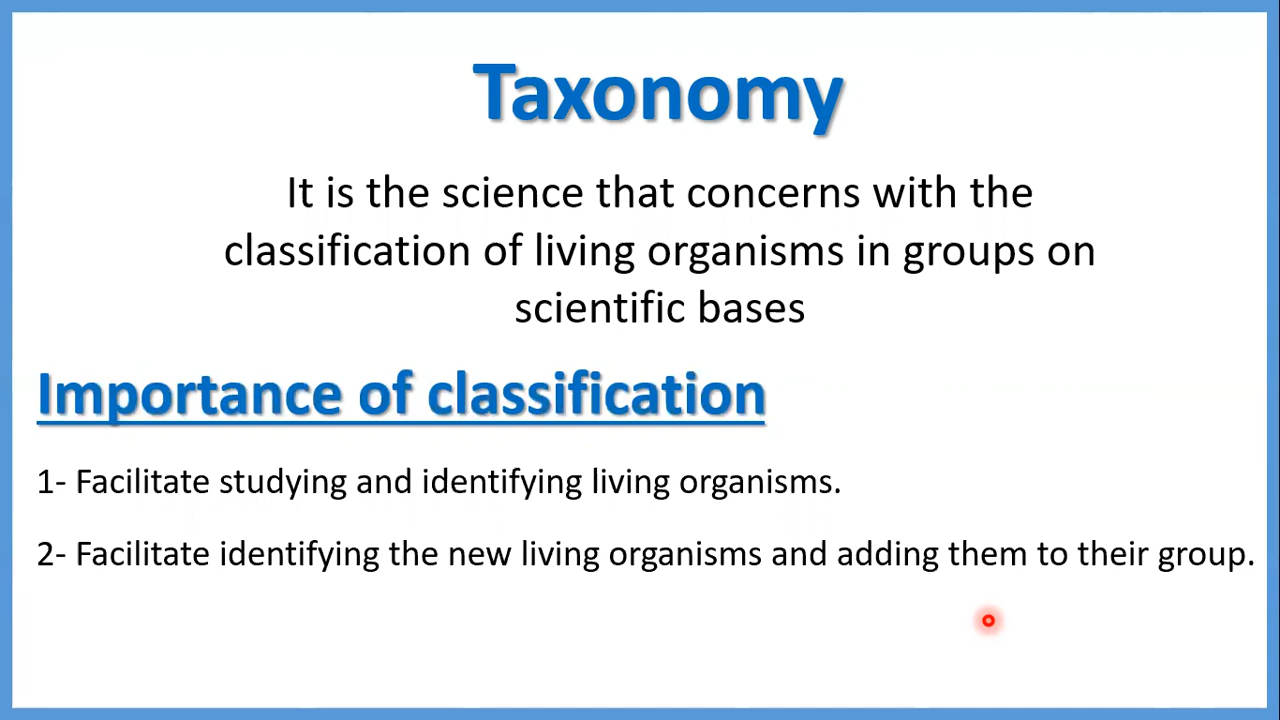 Taxonomy
It is the science that concerns with the
classification of living organisms in groups on
scientific bases
Importance of classification
1- Facilitate studying and identifying living organisms.
2- Facilitate identifying the new living organisms and adding them to their group.